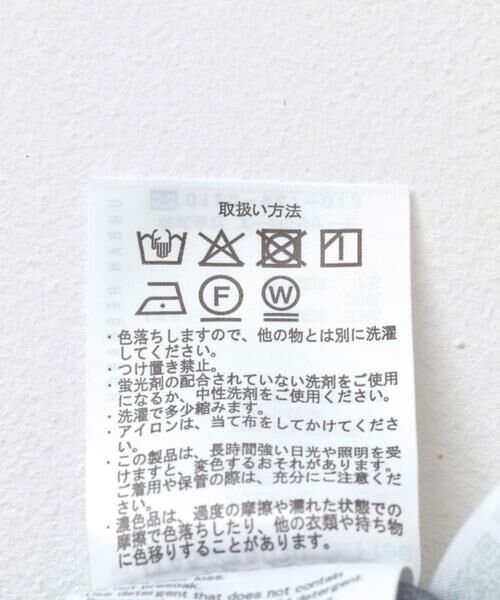 取扱い方法
F W
・色落ちしますので、他の物とは別に洗濯
してください。
・つけ置き禁止。
・蛍光剤の配合されていない洗剤をご使用
になるか、中性洗剤をご使用ください。
・洗濯で多少縮みます。
・アイロンは、当て布をしてかけてくださ
い。
・この製品は、長時間強い日光や照明を受
けますと、変色するおそれがあります。
ご着用や保管の際は、充分にご注意くだ
さい。
・濃色品は、過度の摩擦や濡れた状態での
摩擦で色落ちしたり、他の衣類や持ち物
に色移りすることがあります。
not presoak.
Use detergent that does not contain